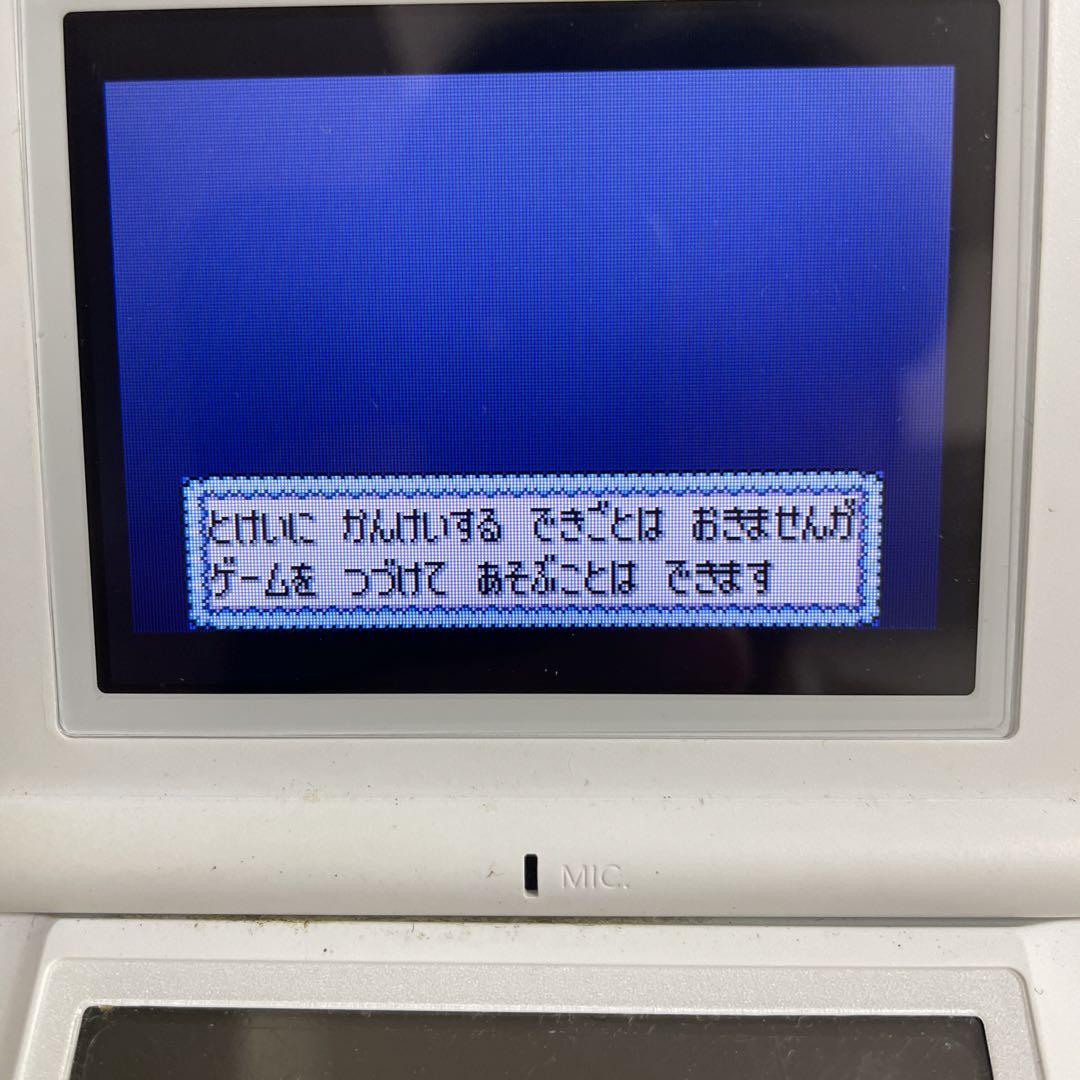 とけいに かんけいする できごとは おきませんが
ゲームを つづけて あそぶことは できます
MIC.